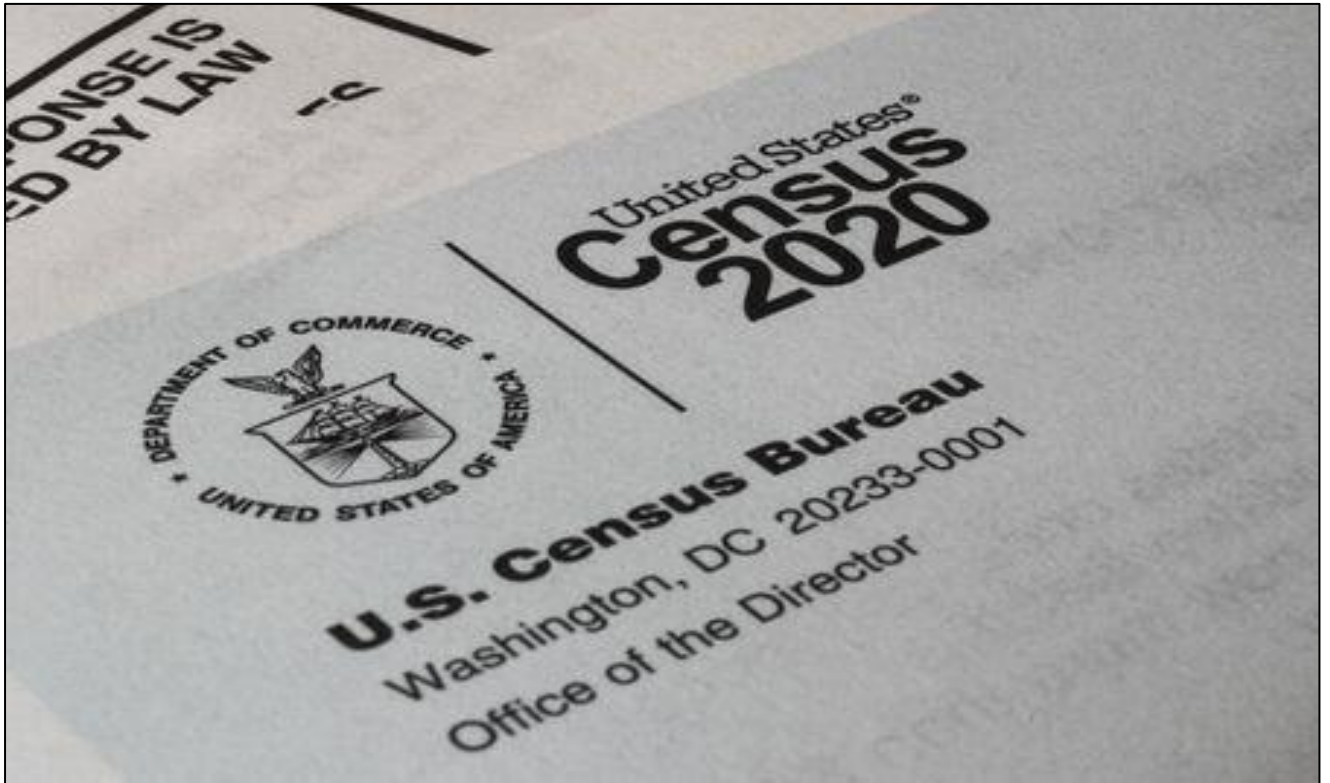 PONSE IS
ED BY LAW
United States®
Census
2020
DEPARTMENT OF COMMERCE
UNITED STATES OF AMERICA
U.S. Census Bureau
Washington, DC 20233-0001
Office of the Director